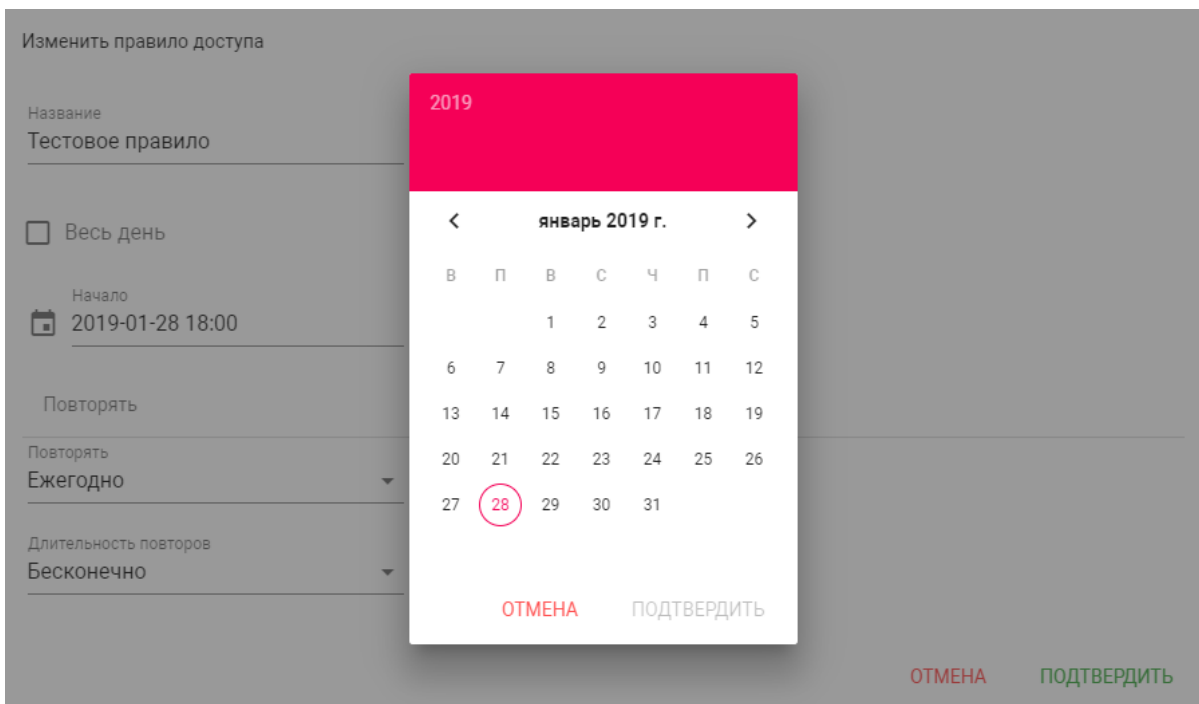 Изменить правило доступа
Название
Тестовое правило
Весь день
Начало
2019-01-28 18:00
Повторять
Повторять
Ежегодно
Длительность повторов
Бесконечно
2019
январь 2019 г.
В П В С Ч П С
1 2 3 4 5
6 7 8 9 10 11 12
13 14 15 16 17 18 19
20 21 22 23 24 25 26
27 28 29 30 31
ОТМЕНА ПОДТВЕРДИТЬ
ОТМЕНА ПОДТВЕРДИТЬ